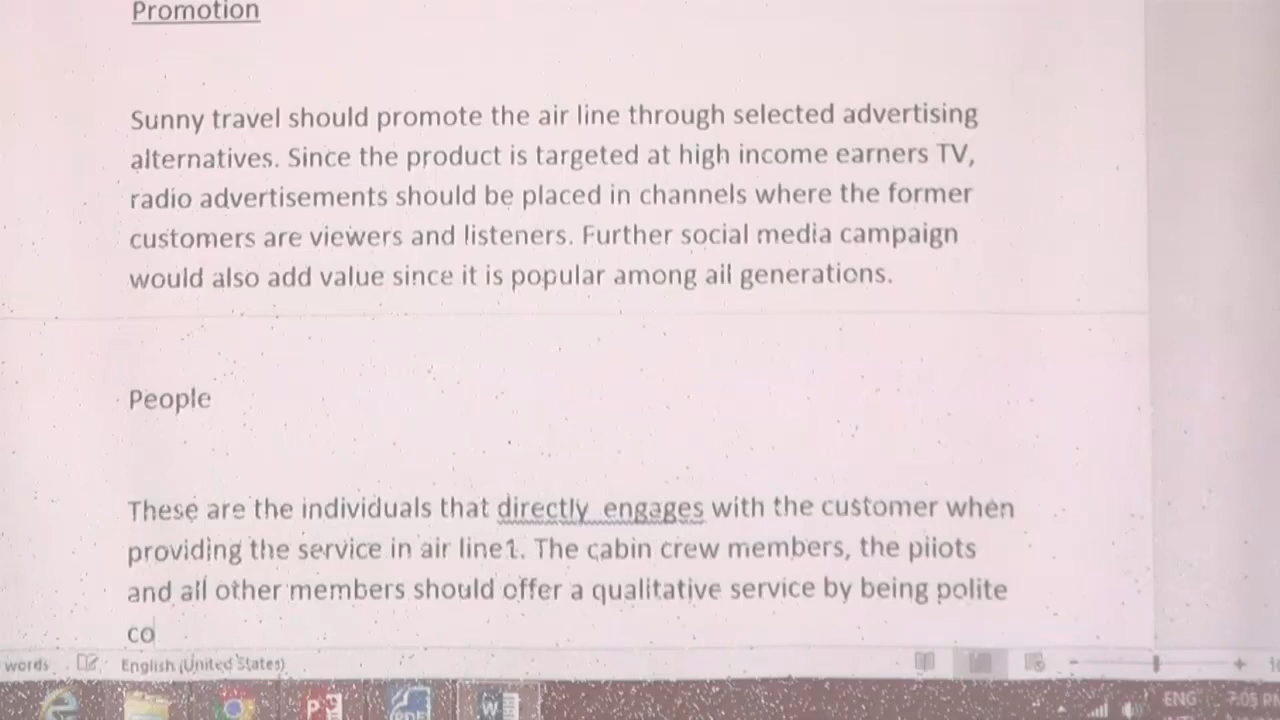 Promotion
Sunny travel should promote the air line through selected advertising
alternatives. Since the product is targeted at high income earners TV,
radio advertisements should be placed in channels where the former
customers are viewers and listeners. Further social media campaign
would also add value since it is popular among all generations.
People
These are the individuals that directly  engages with the customer when
providing the service in air line1. The cabin crew members, the pilots
and all other members should offer a qualitative service by being polite
co
words English (United States)
ENG 7:05